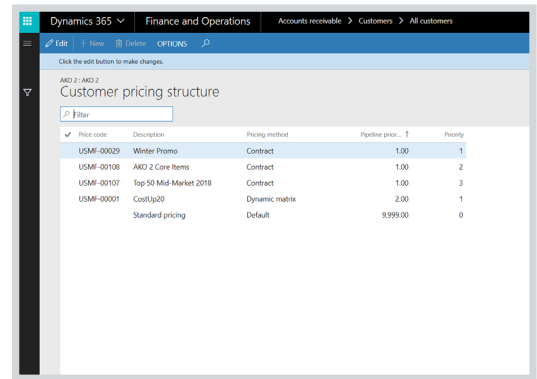 Dynamics 365 Finance and Operations Accounts receivable > Customers > All customers
Edit + New Delete OPTIONS
Click the edit button to make changes.
AKO 2 : AKO 2
Customer pricing structure
Filter
Price code Description Pricing method Pipeline prior... ↑ Priority
USMF-00029 Winter Promo Contract 1.00 1
USMF-00108 AKO 2 Core Items Contract 1.00 2
USMF-00107 Top 50 Mid-Market 2018 Contract 1.00 3
USMF-00001 CostUp20 Dynamic matrix 2.00 1
Standard pricing Default 9,999.00 0